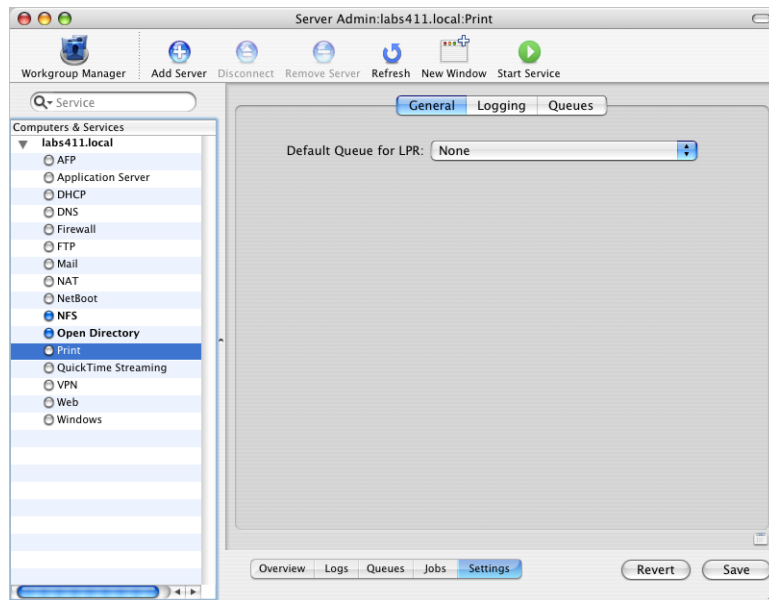 Server Admin:labs411.local:Print
Workgroup Manager Add Server Disconnect Remove Server Refresh New Window Start Service
Service
Computers & Services
labs411.local
AFP
Application Server
DHCP
DNS
Firewall
FTP
Mail
NAT
NetBoot
NFS
Open Directory
Print
QuickTime Streaming
VPN
Web
Windows
General Logging Queues
Default Queue for LPR: None
Overview Logs Queues Jobs Settings Revert Save